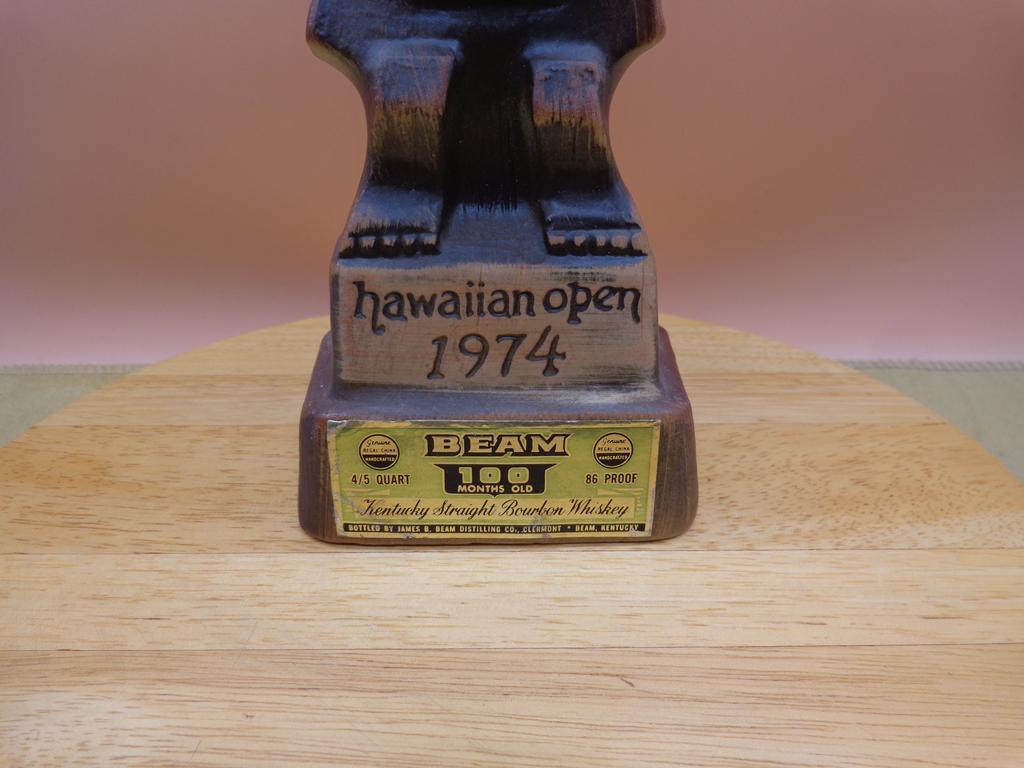 hawaiian open
1974
BEAM
Genuine
REGAL CHINA
HANDCRAFTED
Genuine
REGAL CHINA
HANDCRAFTED
100
MONTHS OLD
4/5 QUART
86 PROOF
Kentucky Straight Bourbon Whiskey
BOTTLED BY JAMES B. BEAM DISTILLING CO., CLERMONT * BEAM, KENTUCKY